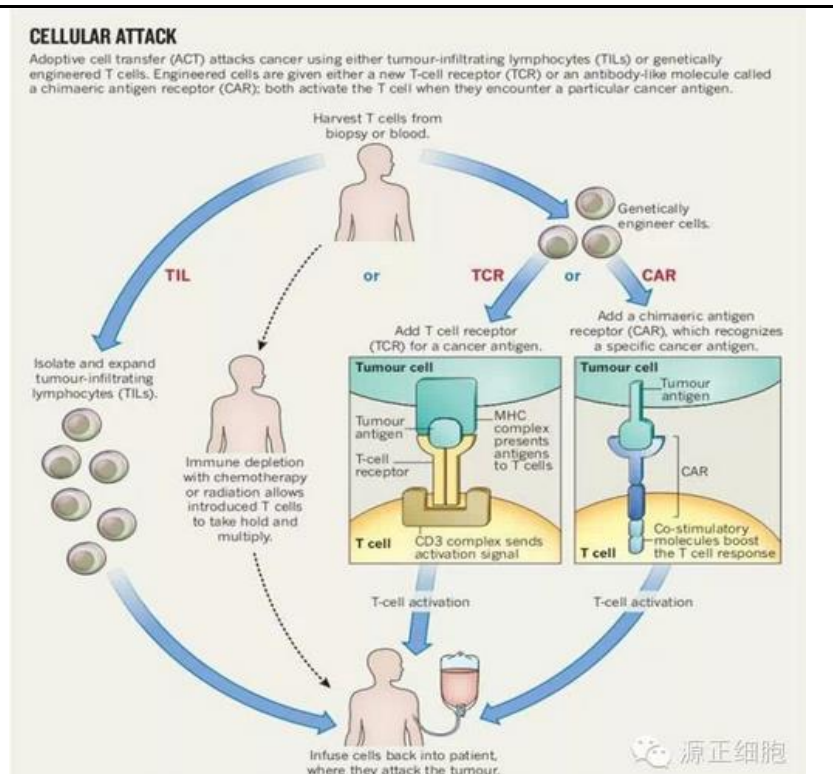 CELLULAR ATTACK
Adoptive cell transfer (ACT) attacks cancer using either tumour-infiltrating lymphocytes (TILs) or genetically
engineered T cells. Engineered cells are given either a new T-cell receptor (TCR) or an antibody-like molecule called
a chimaeric antigen receptor (CAR); both activate the T cell when they encounter a particular cancer antigen.
Harvest T cells from
biopsy or blood.
Genetically
engineer cells.
TIL
or
TCR
or
CAR
Add T cell receptor
(TCR) for a cancer antigen.
Add a chimaeric antigen
receptor (CAR), which recognizes
a specific cancer antigen.
Isolate and expand
tumour-infiltrating
lymphocytes (TILs).
Immune depletion
with chemotherapy
or radiation allows
introduced T cells
to take hold and
multiply.
Tumour cell
Tumour
antigen
MHC
complex
presents
antigens
to T cells
T-cell
receptor
T cell
CD3 complex sends
activation signal
Tumour cell
Tumour
antigen
CAR
Co-stimulatory
molecules boost
the T cell response
T cell
T-cell activation
T-cell activation
Infuse cells back into patient,
where they attack the tumour.
源正细胞